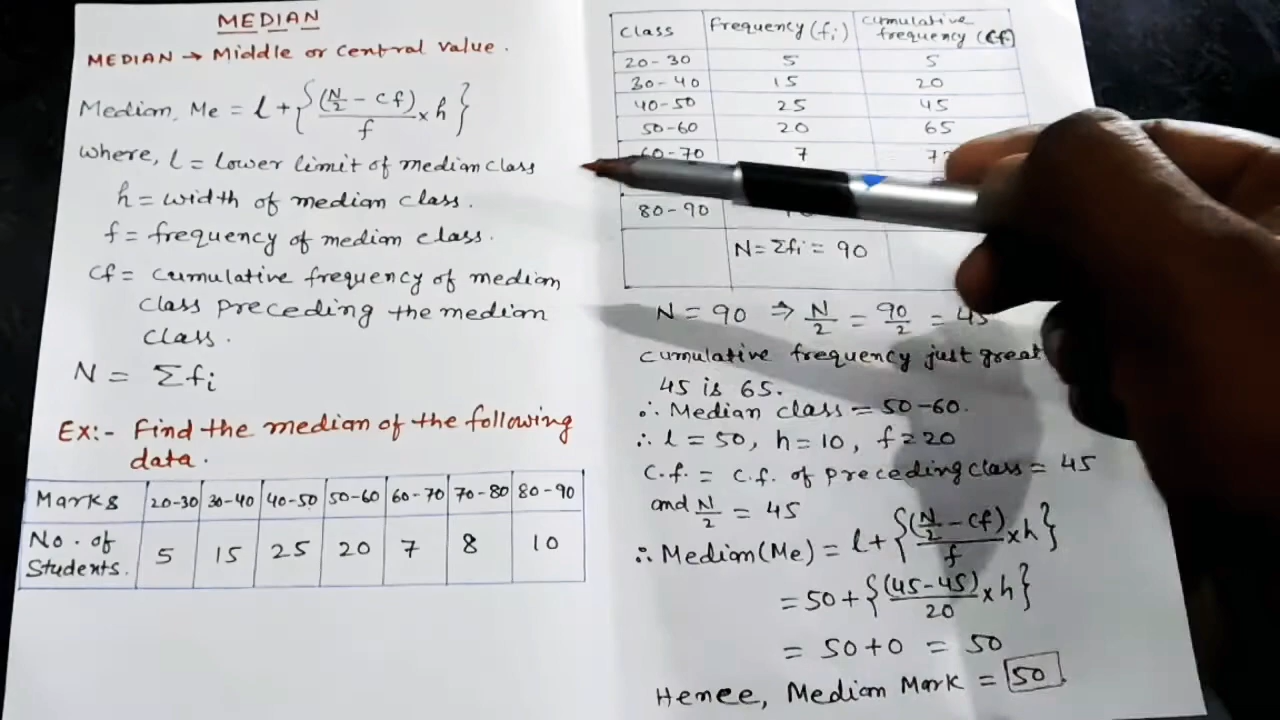 MEDIAN
MEDIAN → Middle or central value.
Median, Me = l + {(N/2 - cf)/f × h}
where, l = lower limit of median class
h = width of median class.
f = frequency of median class.
cf = cumulative frequency of median
class preceding the median
class.
N = Σfi
Ex:- Find the median of the following
data.
Marks 20-30 30-40 40-50 50-60 60-70 70-80 80-90
No. of Students. 5 15 25 20 7 8 10
Class frequency (fi) cumulative frequency (cf)
20-30 5 5
30-40 15 20
40-50 25 45
50-60 20 65
60-70 7
80-90
N = Σfi = 90
N = 90 ⇒ N/2 = 90/2 = 45
cumulative frequency just
45 is 65.
∴ Median class = 50-60.
∴ l = 50, h = 10, f = 20
c.f. = c.f. of preceding class = 45
and N/2 = 45
∴ Median(Me) = l + {(N/2 - cf)/f × h}
= 50 + {(45-45)/20 × h}
= 50 + 0 = 50
Hence, Median Mark = 50